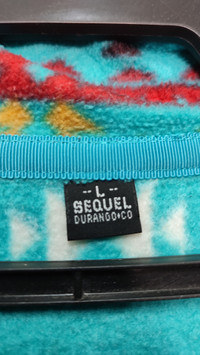 -- L --
SEQUEL
DURANGO•CO